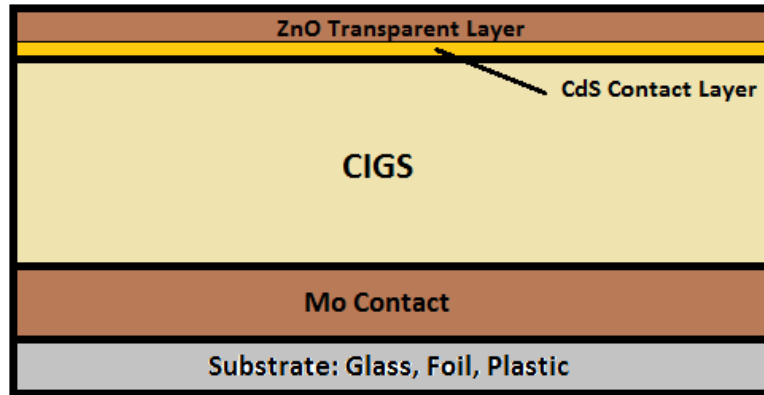 ZnO Transparent Layer
CdS Contact Layer
CIGS
Mo Contact
Substrate: Glass, Foil, Plastic